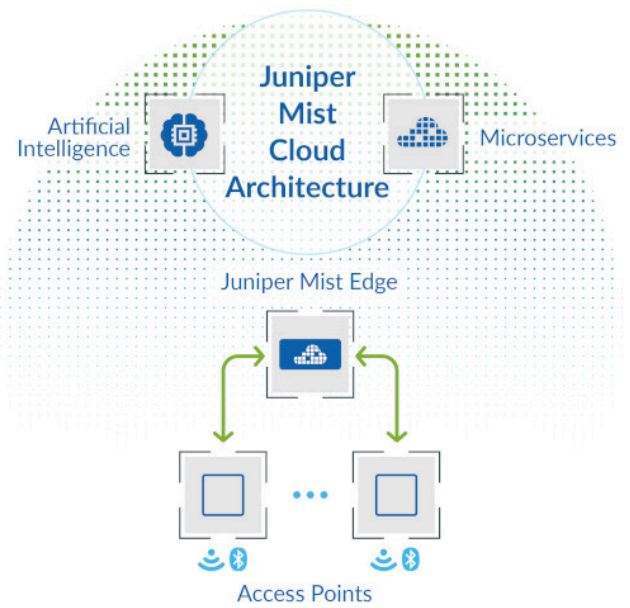 Juniper
Mist
Cloud
Architecture
Artificial
Intelligence
Microservices
Juniper Mist Edge
Access Points